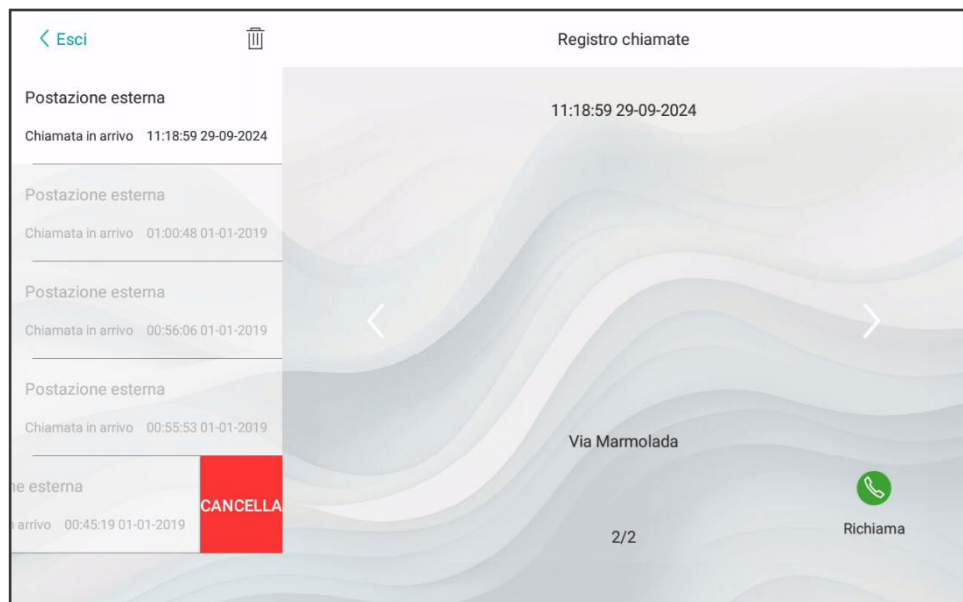 Esci
Registro chiamate
Postazione esterna
Chiamata in arrivo 11:18:59 29-09-2024
Postazione esterna
Chiamata in arrivo 01:00:48 01-01-2019
Postazione esterna
Chiamata in arrivo 00:56:06 01-01-2019
Postazione esterna
Chiamata in arrivo 00:55:53 01-01-2019
ne esterna
arrivo 00:45:19 01-01-2019
CANCELLA
11:18:59 29-09-2024
Via Marmolada
2/2
Richiama